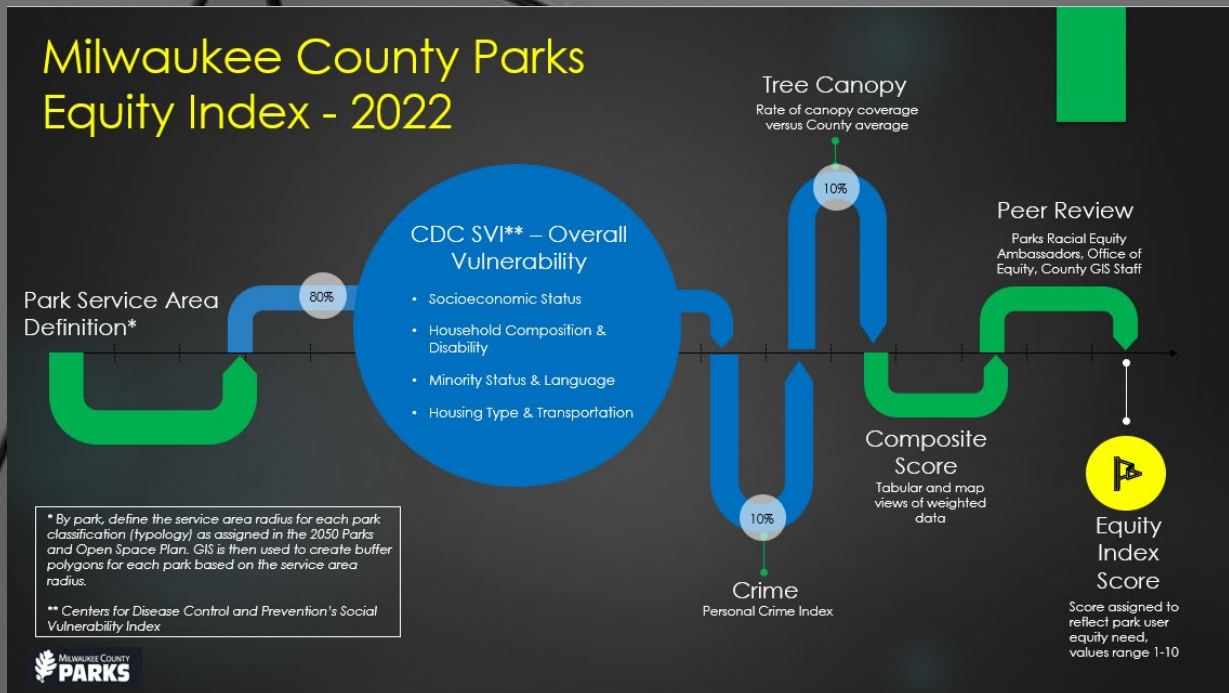 Milwaukee County Parks
Equity Index - 2022
Tree Canopy
Rate of canopy coverage
versus County average
10%
Peer Review
Parks Racial Equity
Ambassadors, Office of
Equity, County GIS Staff
Park Service Area
Definition*
80%
CDC SVI** – Overall
Vulnerability
• Socioeconomic Status
• Household Composition &
Disability
• Minority Status & Language
• Housing Type & Transportation
10%
Crime
Personal Crime Index
Composite
Score
Tabular and map
views of weighted
data
Equity
Index
Score
Score assigned to
reflect park user
equity need,
values range 1-10
* By park, define the service area radius for each park
classification (typology) as assigned in the 2050 Parks
and Open Space Plan. GIS is then used to create buffer
polygons for each park based on the service area
radius.
** Centers for Disease Control and Prevention's Social
Vulnerability Index
MILWAUKEE COUNTY
PARKS